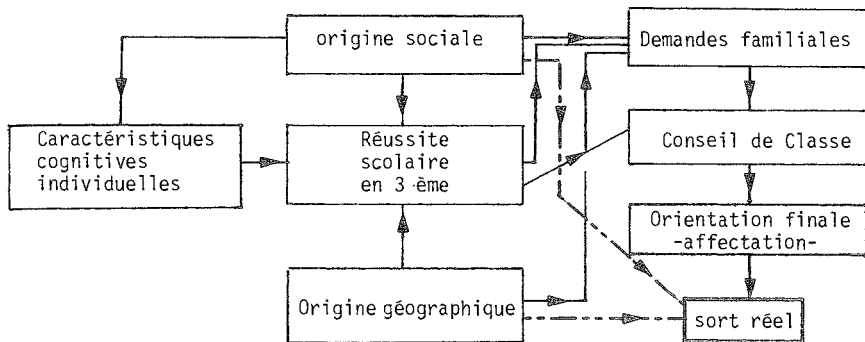 origine sociale
Demandes familiales
Caractéristiques
cognitives
individuelles
Réussite
scolaire
en 3 ème
Conseil de Classe
Orientation finale
-affectation-
Origine géographique
sort réel